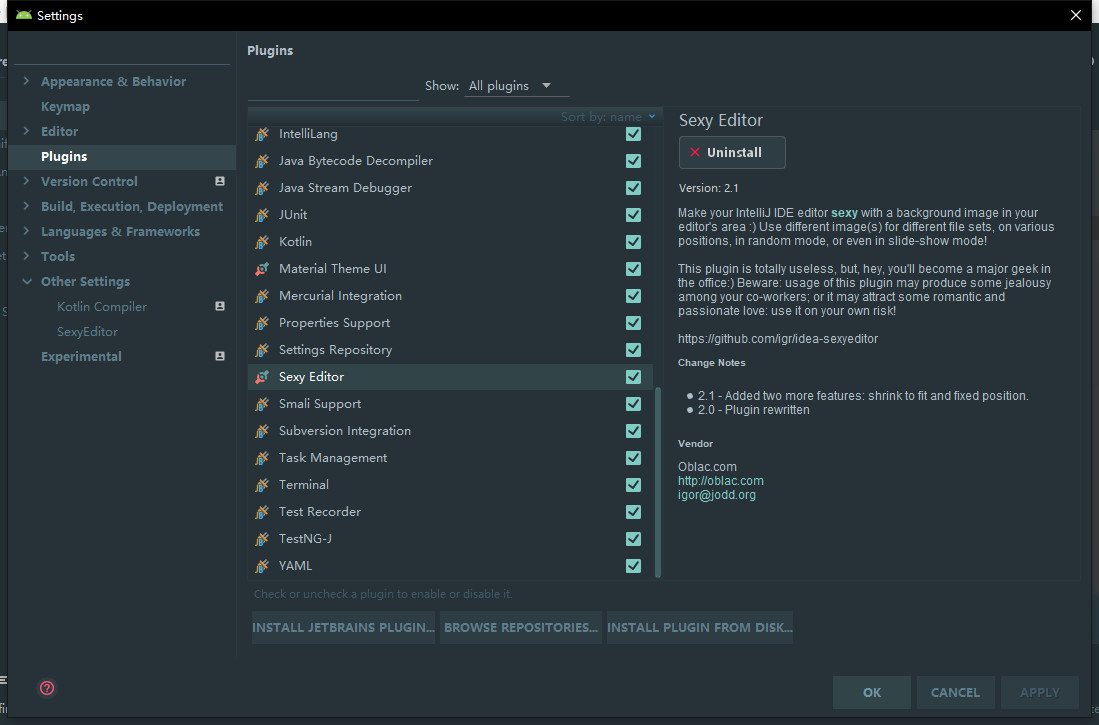 Settings
Plugins
Show: All plugins
Appearance & Behavior
Keymap
Editor
Plugins
Version Control
Build, Execution, Deployment
Languages & Frameworks
Tools
Other Settings
Kotlin Compiler
SexyEditor
Experimental
Sort by: name
IntelliLang
Java Bytecode Decompiler
Java Stream Debugger
JUnit
Kotlin
Material Theme UI
Mercurial Integration
Properties Support
Settings Repository
Sexy Editor
Smali Support
Subversion Integration
Task Management
Terminal
Test Recorder
TestNG-J
YAML
Check or uncheck a plugin to enable or disable it.
INSTALL JETBRAINS PLUGIN...
BROWSE REPOSITORIES...
INSTALL PLUGIN FROM DISK...
Sexy Editor
Uninstall
Version: 2.1
Make your IntelliJ IDE editor sexy with a background image in your
editor's area :) Use different image(s) for different file sets, on various
positions, in random mode, or even in slide-show mode!
This plugin is totally useless, but, hey, you'll become a major geek in
the office:) Beware: usage of this plugin may produce some jealousy
among your co-workers; or it may attract some romantic and
passionate love: use it on your own risk!
https://github.com/igr/idea-sexyeditor
Change Notes
2.1 - Added two more features: shrink to fit and fixed position.
2.0 - Plugin rewritten
Vendor
Oblac.com
http://oblac.com
igor@jodd.org
OK
CANCEL
APPLY